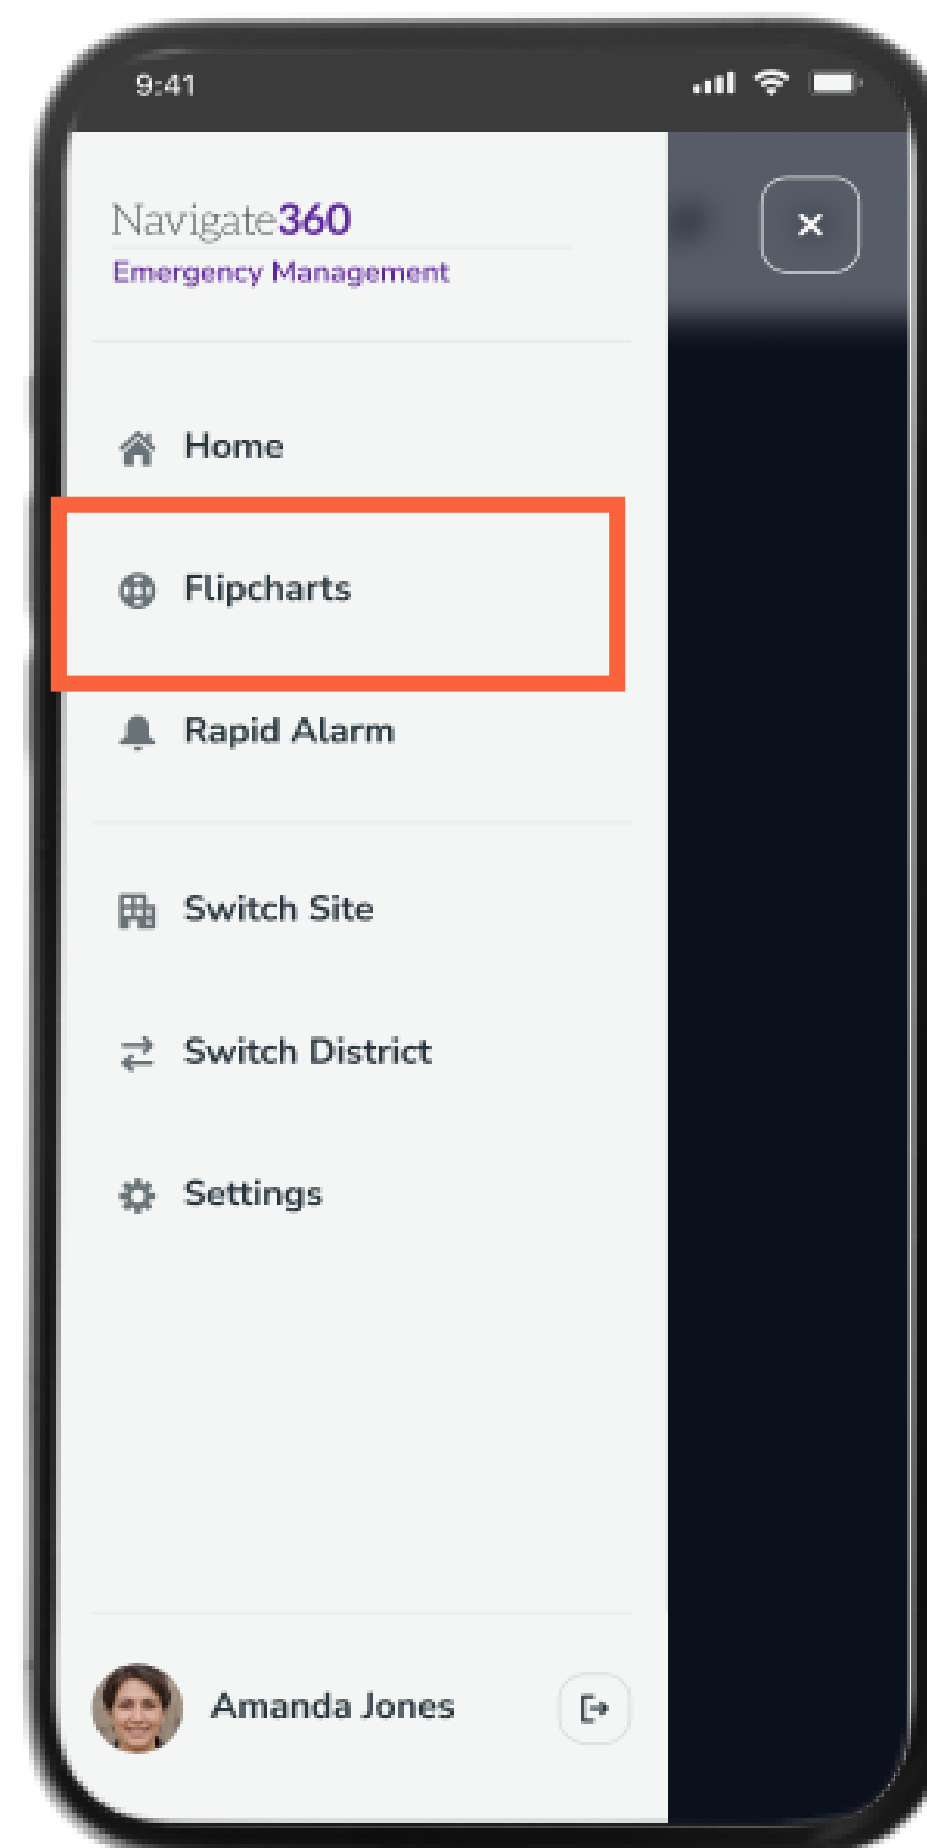 9:41
Navigate360
Emergency Management
Home
Flipcharts
Rapid Alarm
Switch Site
Switch District
Settings
Amanda Jones